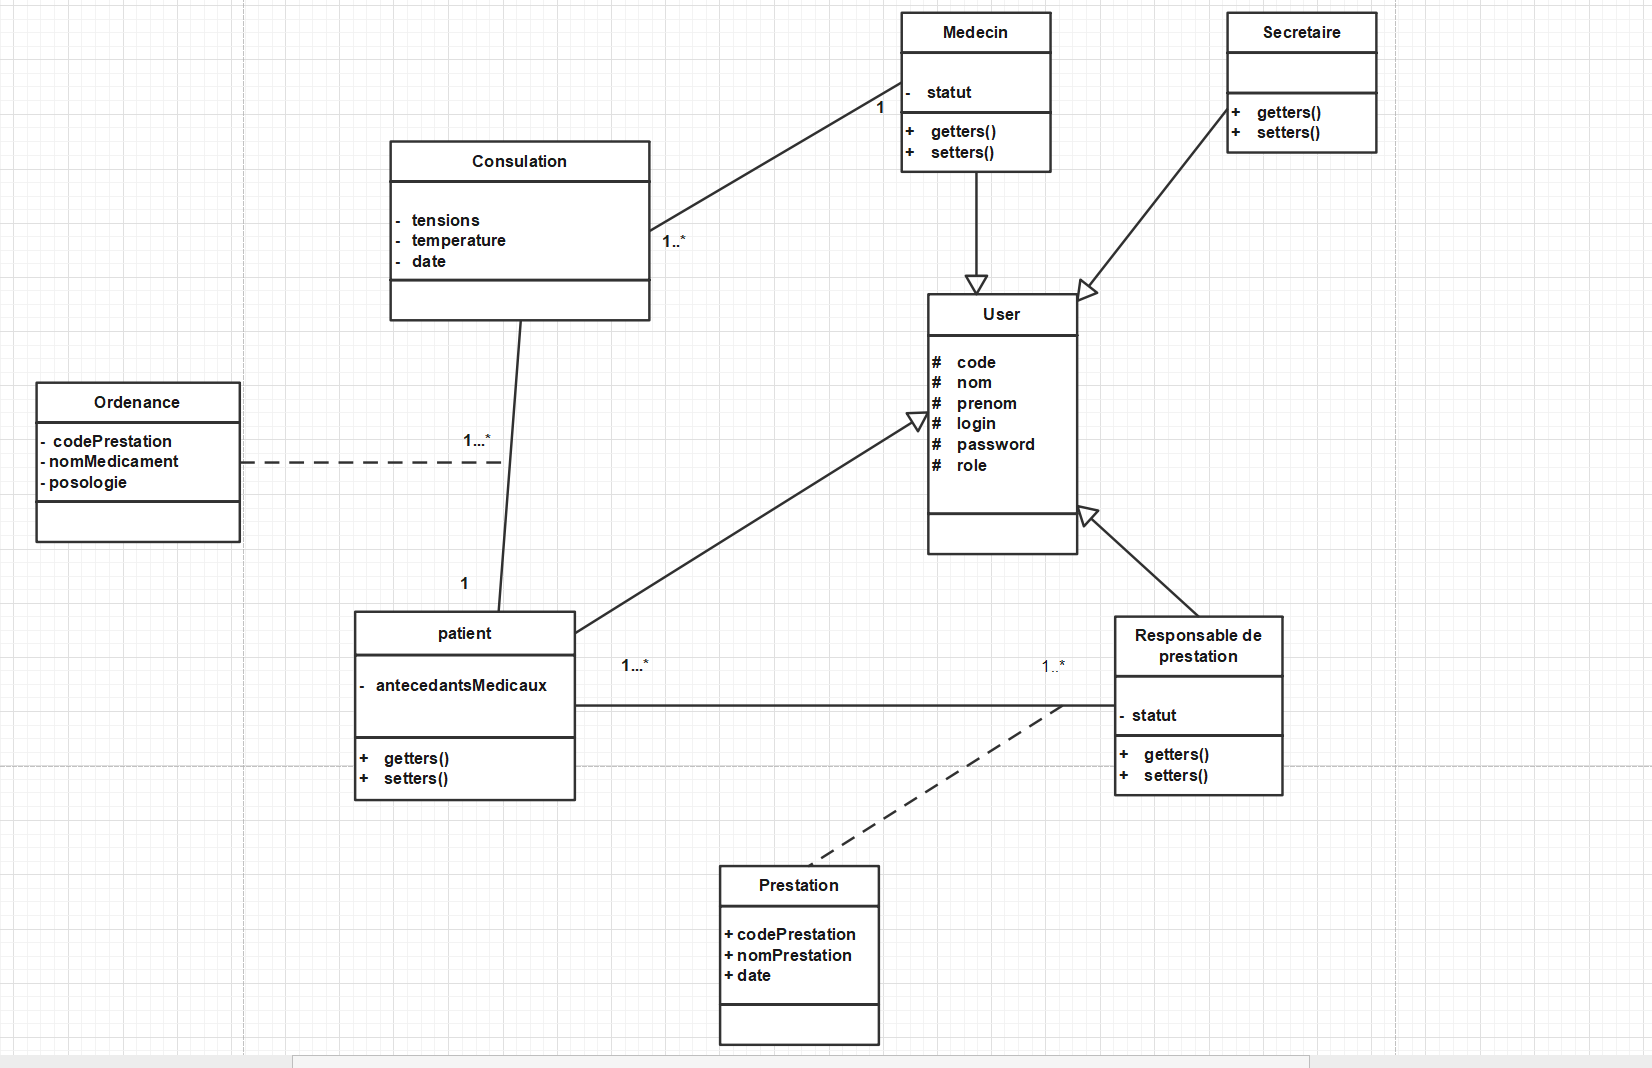 Medecin
- statut
+ getters()
+ setters()
Secretaire
+ getters()
+ setters()
1
Consulation
- tensions
- temperature
- date
1..*
User
# code
# nom
# prenom
# login
# password
# role
Ordenance
- codePrestation
- nomMedicament
- posologie
1...*
1
patient
- antecedantsMedicaux
+ getters()
+ setters()
1...*
1..*
Responsable de
prestation
- statut
+ getters()
+ setters()
Prestation
+ codePrestation
+ nomPrestation
+ date